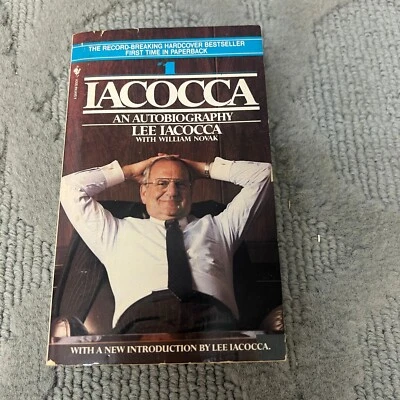 THE RECORD-BREAKING HARDCOVER BESTSELLER
FIRST TIME IN PAPERBACK
#1
IACOCCA
AN AUTOBIOGRAPHY
LEE IACOCCA
WITH WILLIAM NOVAK
WITH A NEW INTRODUCTION BY LEE IACOCCA.